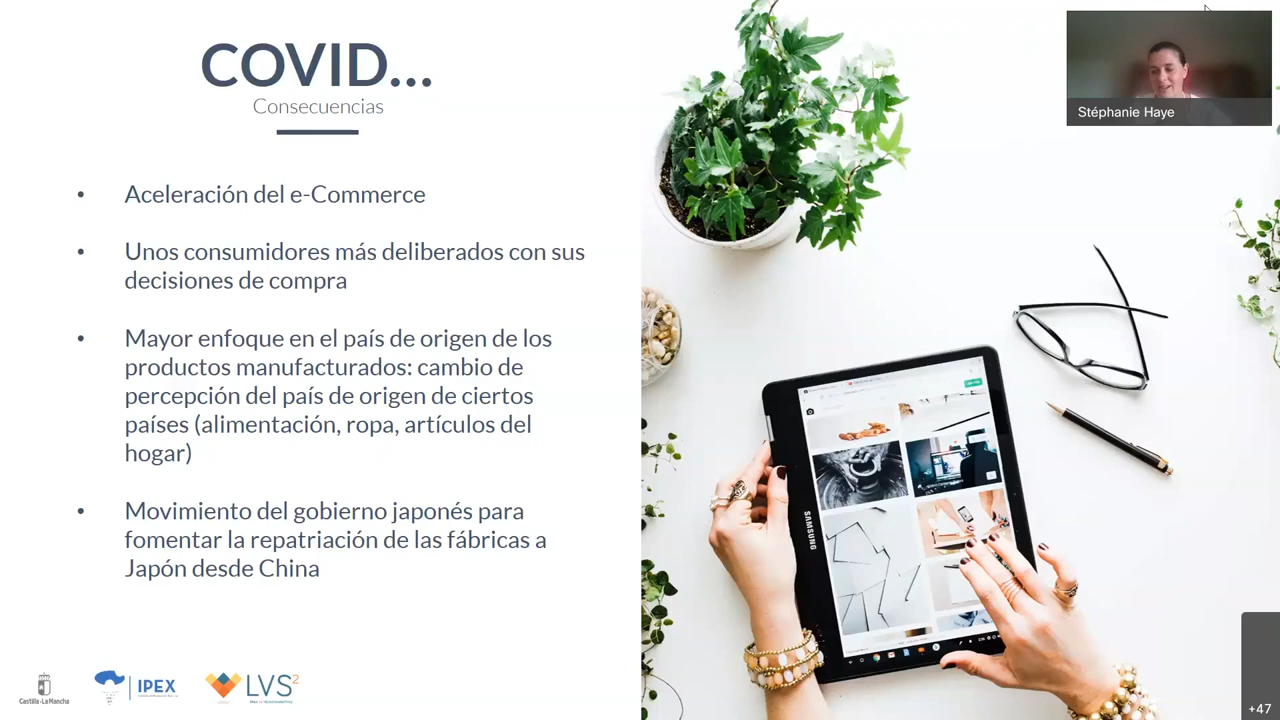 COVID...
Consecuencias
• Aceleración del e-Commerce
• Unos consumidores más deliberados con sus
decisiones de compra
• Mayor enfoque en el país de origen de los
productos manufacturados: cambio de
percepción del país de origen de ciertos
países (alimentación, ropa, artículos del
hogar)
• Movimiento del gobierno japonés para
fomentar la repatriación de las fábricas a
Japón desde China
Castilla-La Mancha
IPEX
LVS2
Stéphanie Haye
SAMSUNG
+47